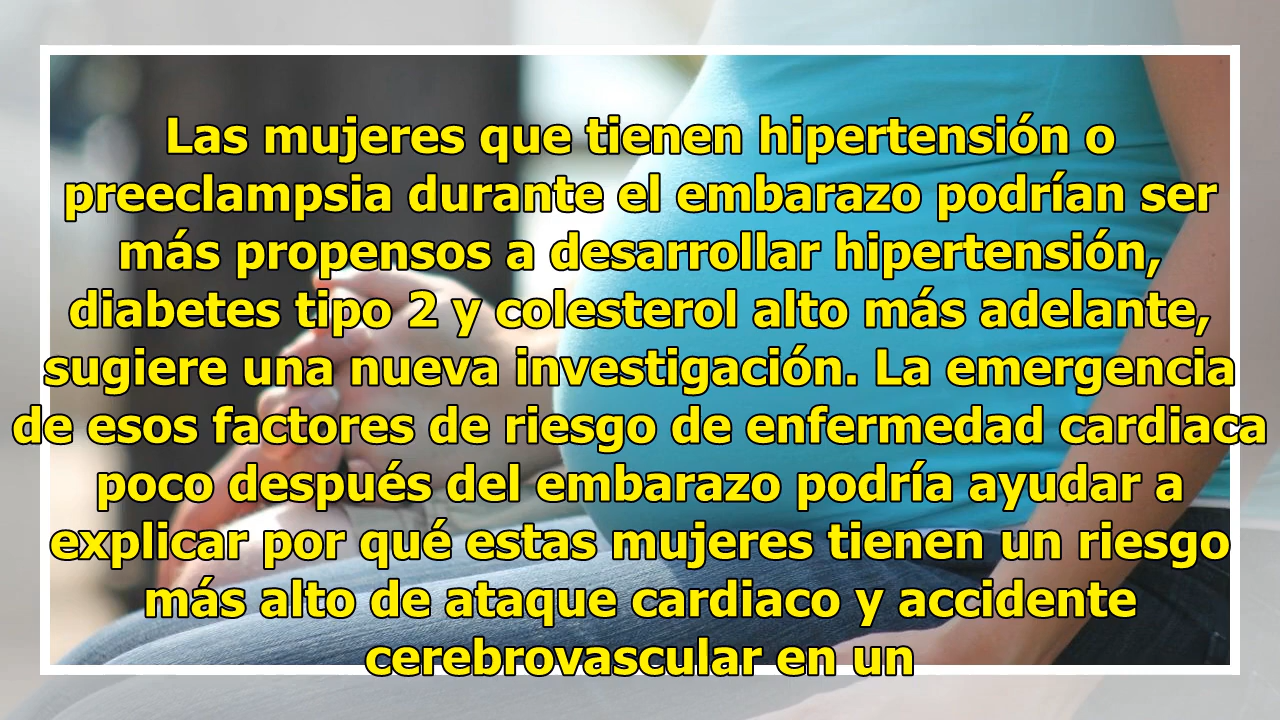 Las mujeres que tienen hipertensión o
preeclampsia durante el embarazo podrían ser
más propensos a desarrollar hipertensión,
diabetes tipo 2 y colesterol alto más adelante,
sugiere una nueva investigación. La emergencia
de esos factores de riesgo de enfermedad cardiaca
poco después del embarazo podría ayudar a
explicar por qué estas mujeres tienen un riesgo
más alto de ataque cardiaco y accidente
cerebrovascular en un